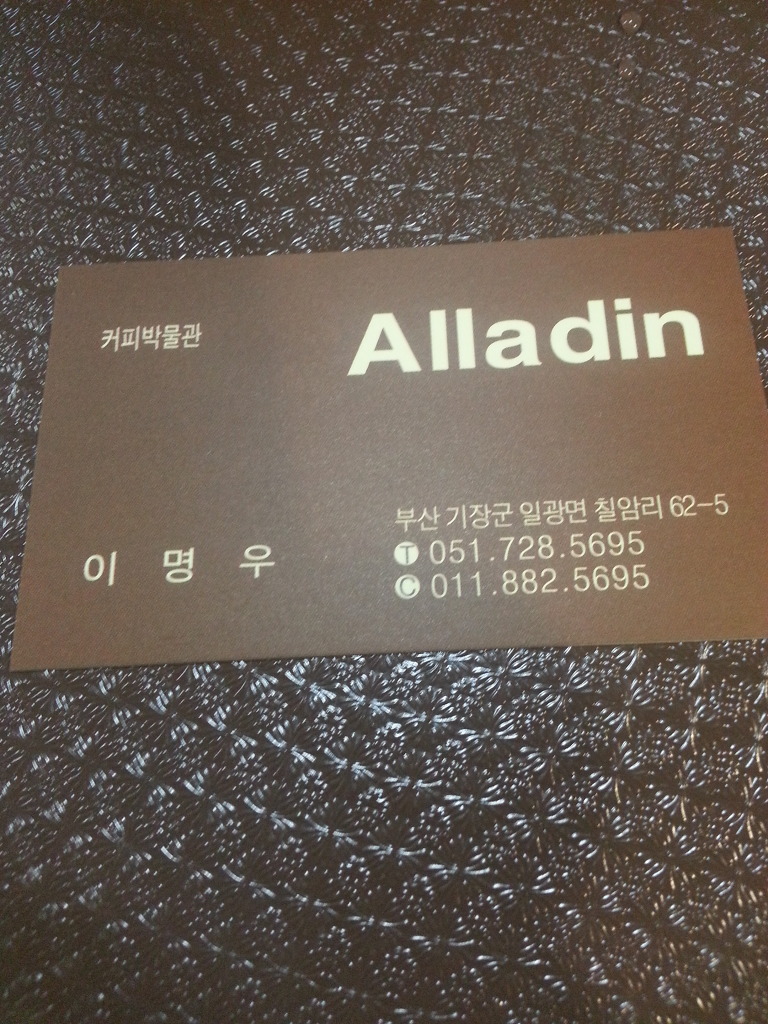 커피박물관
Alladin
부산 기장군 일광면 칠암리 62-5
이 명 우
T 051.728.5695
C 011.882.5695